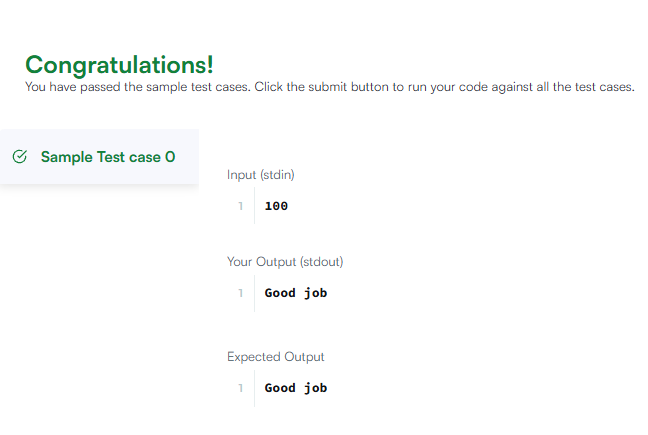 Congratulations!
You have passed the sample test cases. Click the submit button to run your code against all the test cases.
Sample Test case 0
Input (stdin)
1 100
Your Output (stdout)
1 Good job
Expected Output
1 Good job